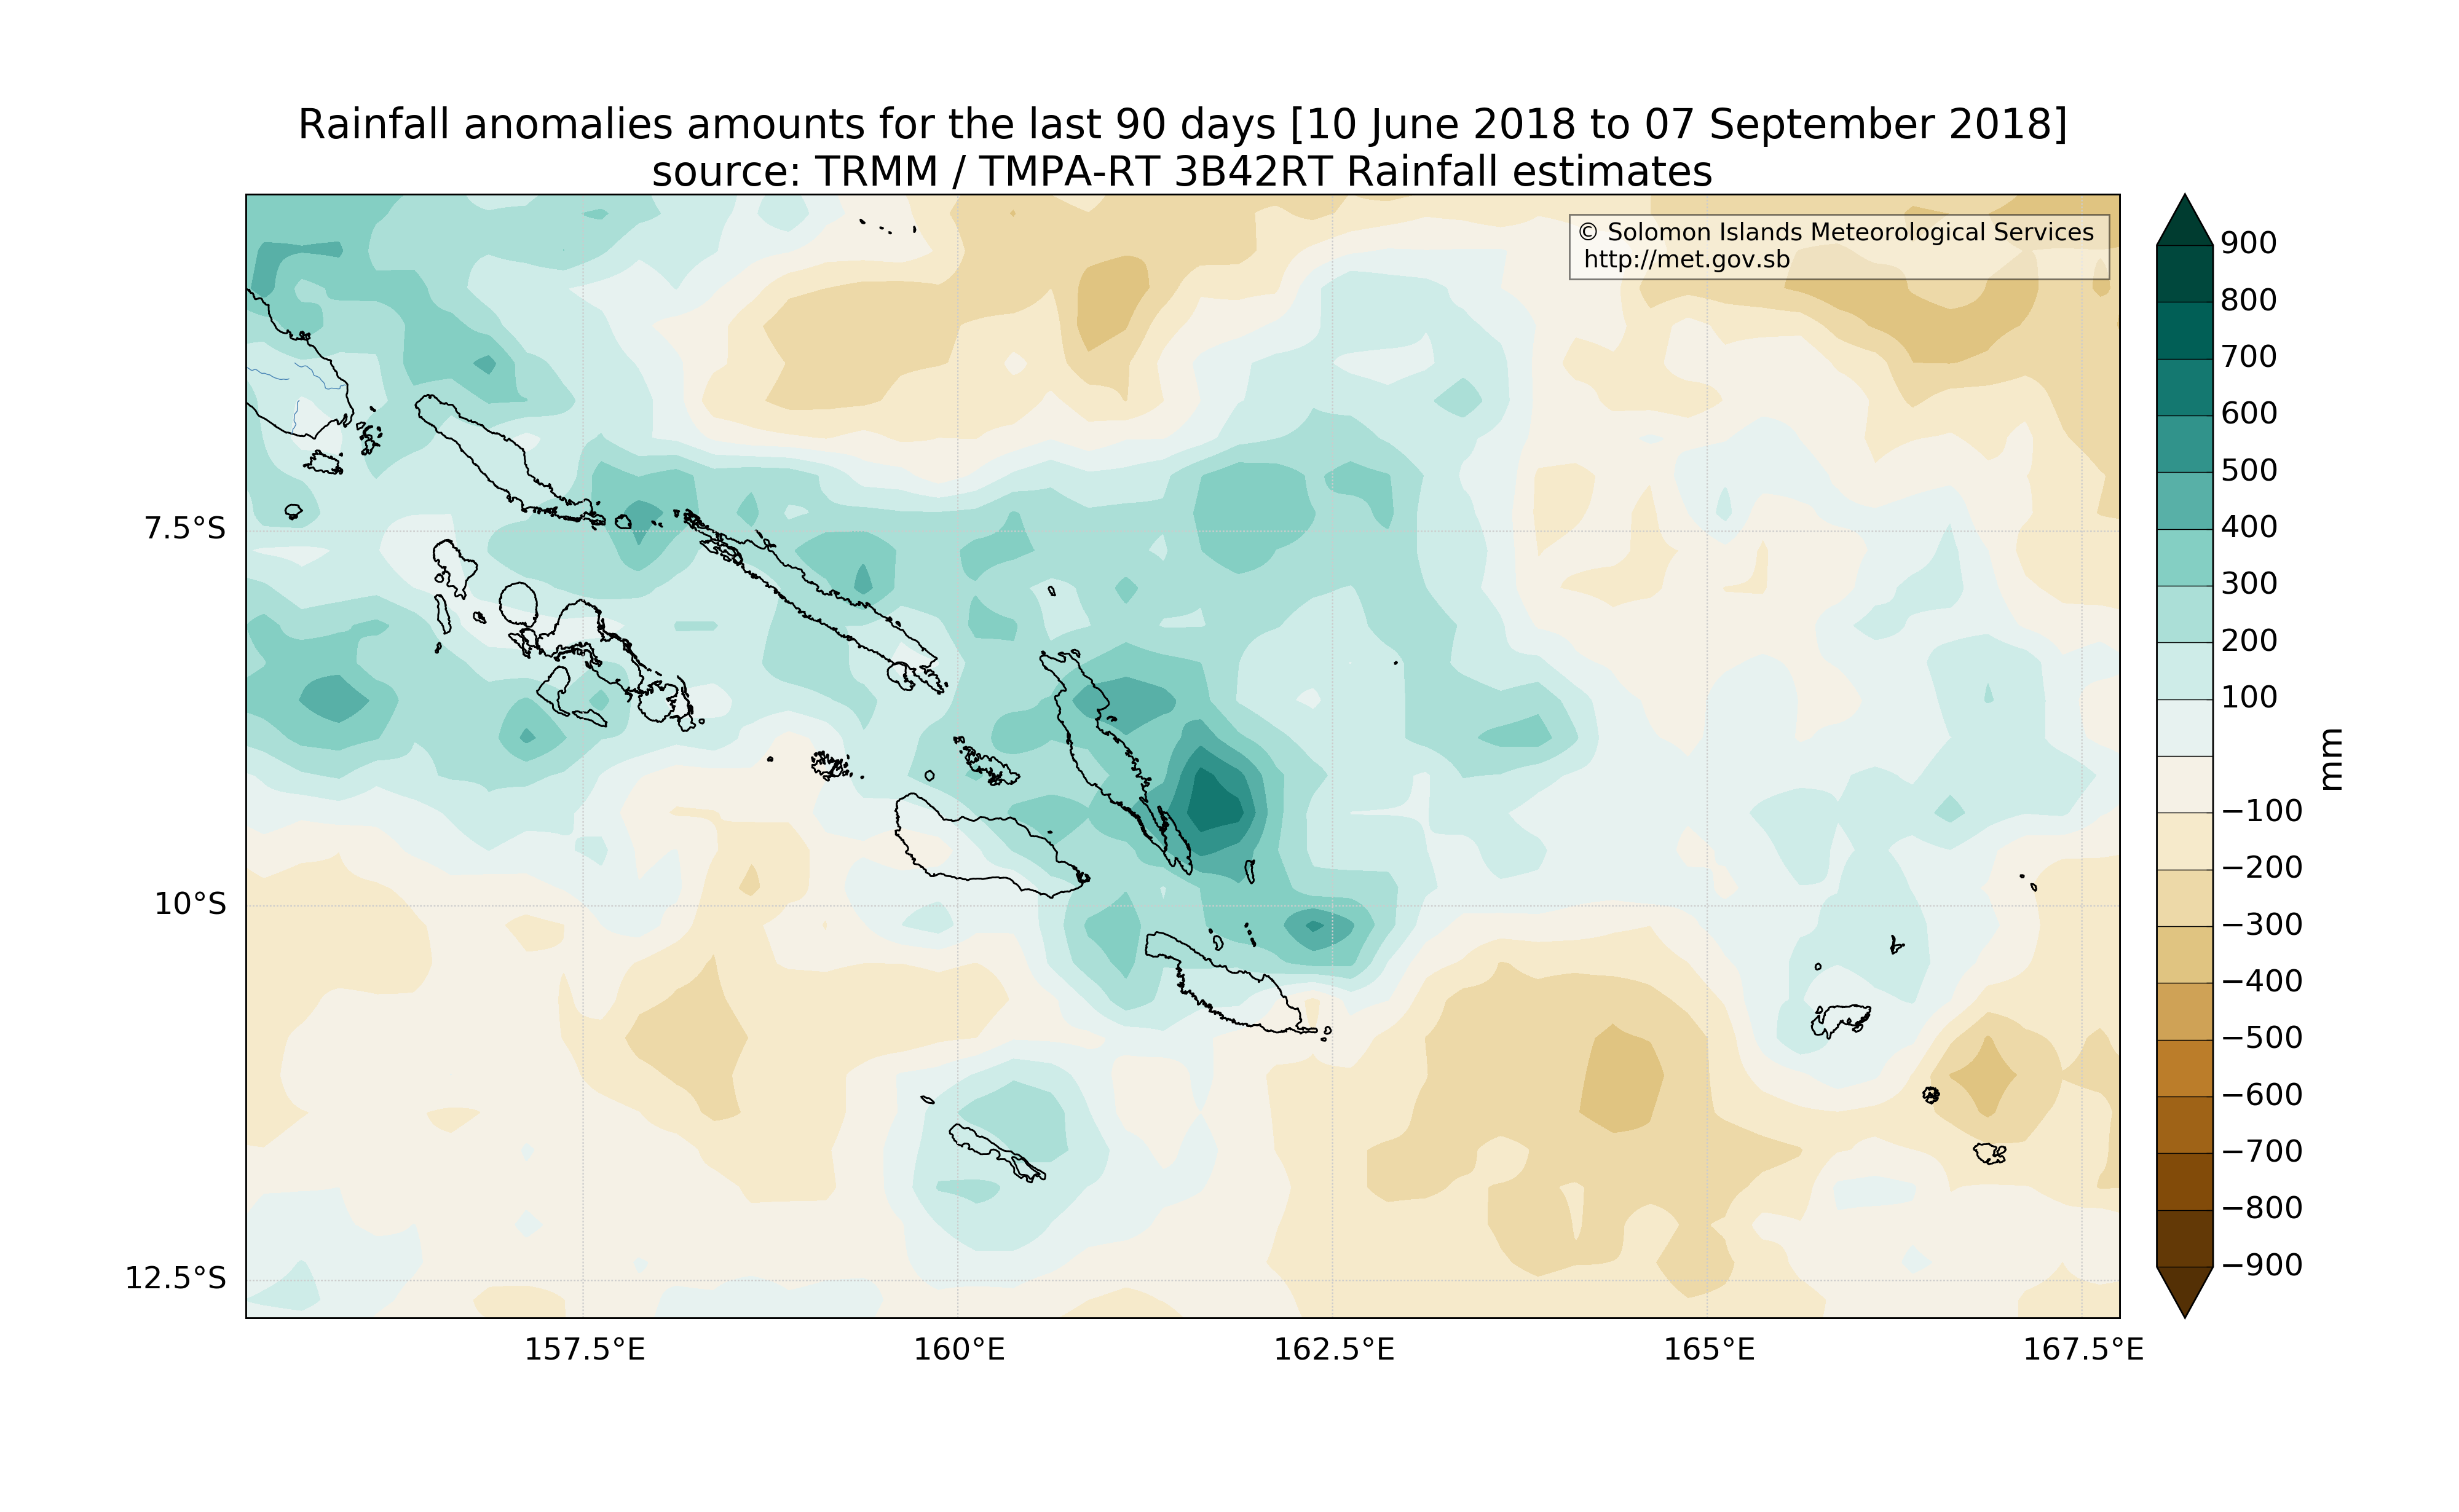 Rainfall anomalies amounts for the last 90 days [10 June 2018 to 07 September 2018]
source: TRMM / TMPA-RT 3B42RT Rainfall estimates
© Solomon Islands Meteorological Services
http://met.gov.sb
7.5°S
10°S
12.5°S
157.5°E
160°E
162.5°E
165°E
167.5°E
900
800
700
600
500
400
300
200
100
−100
−200
−300
−400
−500
−600
−700
−800
−900
mm